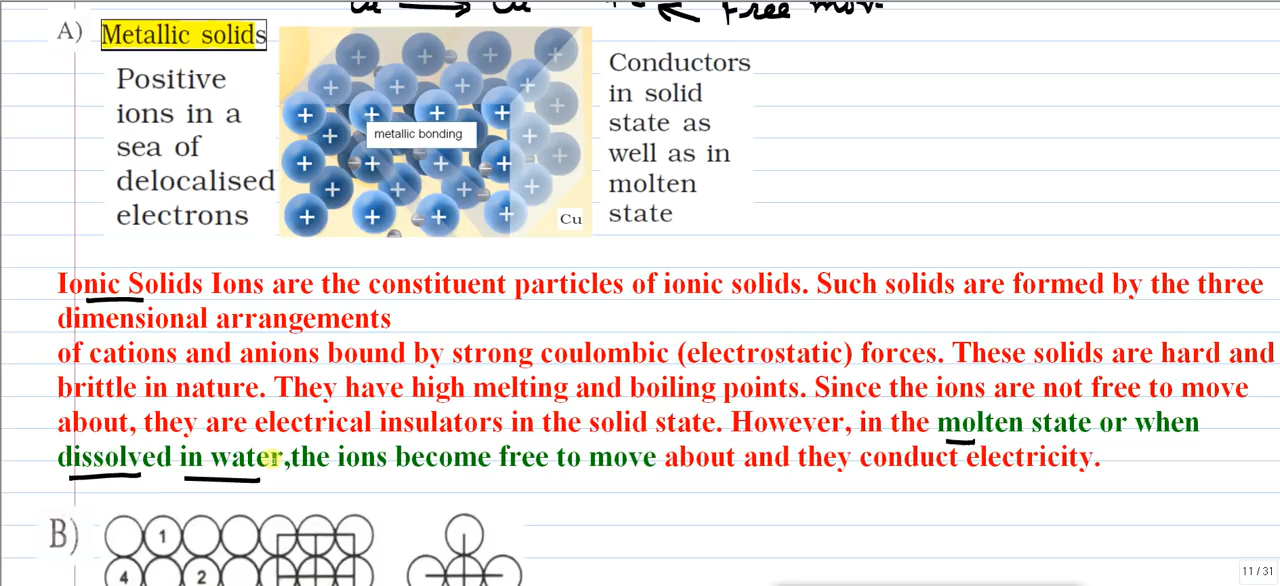 Cu → Cu
← Free mov
A) Metallic solids
Positive
ions in a
sea of
delocalised
electrons
metallic bonding
Cu
Conductors
in solid
state as
well as in
molten
state
Ionic Solids Ions are the constituent particles of ionic solids. Such solids are formed by the three
dimensional arrangements
of cations and anions bound by strong coulombic (electrostatic) forces. These solids are hard and
brittle in nature. They have high melting and boiling points. Since the ions are not free to move
about, they are electrical insulators in the solid state. However, in the molten state or when
dissolved in water,the ions become free to move about and they conduct electricity.
B)
1
4 2
11 / 31